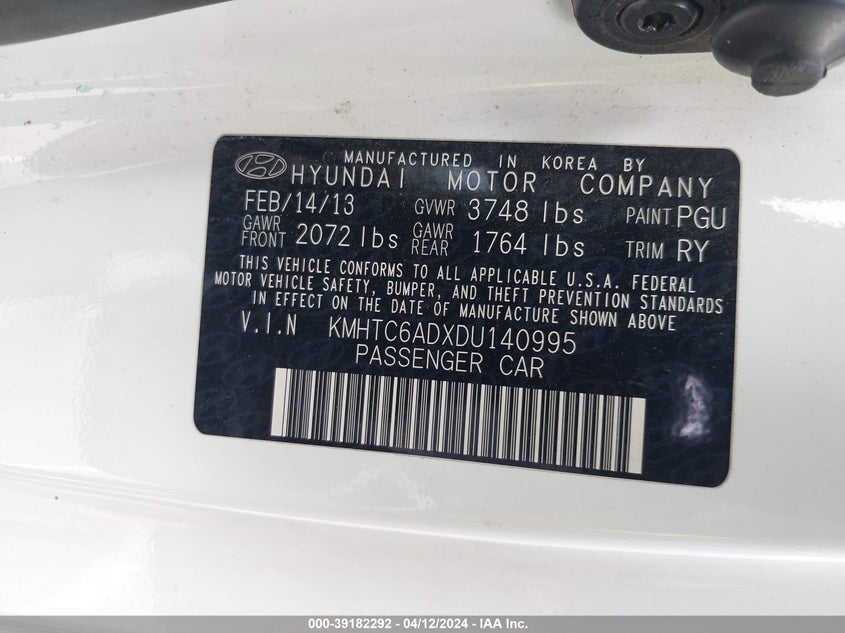 MANUFACTURED IN KOREA BY
HYUNDAI MOTOR COMPANY
FEB/14/13 GVWR 3748 lbs PAINT PGU
GAWR FRONT 2072 lbs GAWR REAR 1764 lbs TRIM RY
THIS VEHICLE CONFORMS TO ALL APPLICABLE U.S.A. FEDERAL
MOTOR VEHICLE SAFETY, BUMPER, AND THEFT PREVENTION STANDARDS
IN EFFECT ON THE DATE OF MANUFACTURE SHOWN ABOVE
V.I.N KMHTC6ADXDU140995
PASSENGER CAR
000-39182292 - 04/12/2024 - IAA Inc.